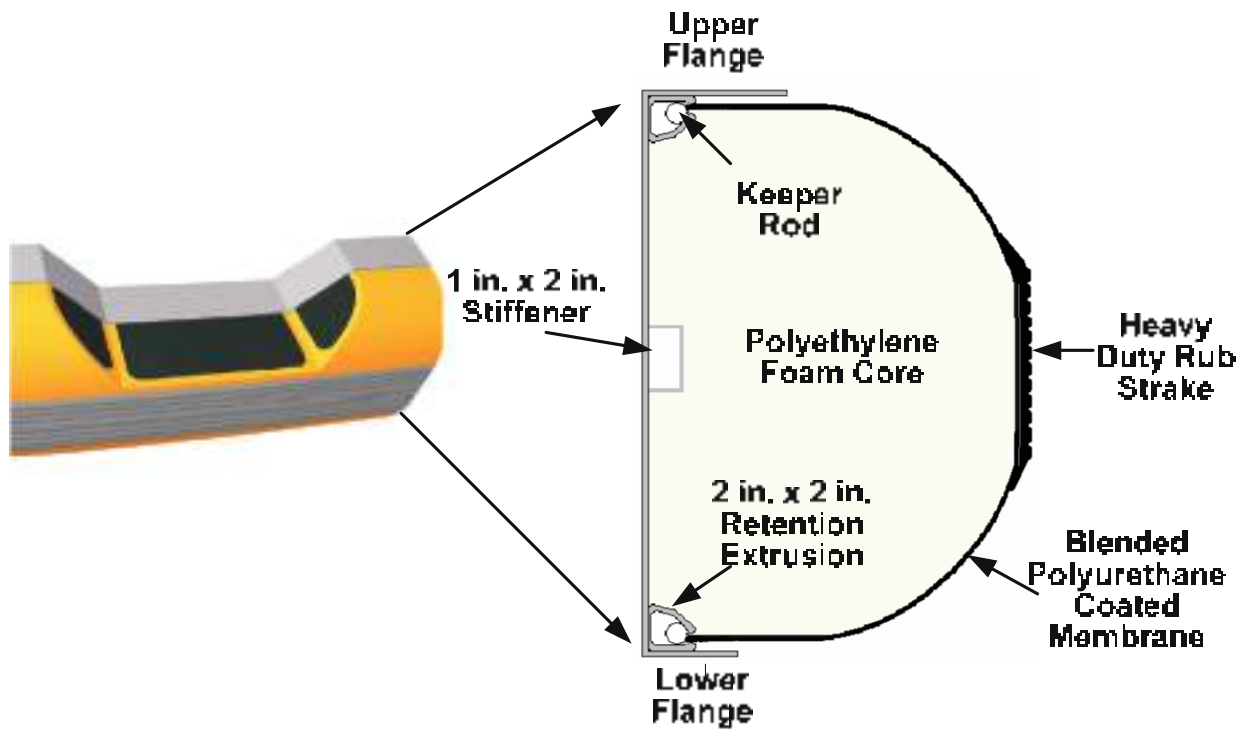 Upper
Flange
Keeper
Rod
1 in. x 2 in.
Stiffener
Polyethylene
Foam Core
Heavy
Duty Rub
Strake
2 in. x 2 in.
Retention
Extrusion
Blended
Polyurethane
Coated
Membrane
Lower
Flange